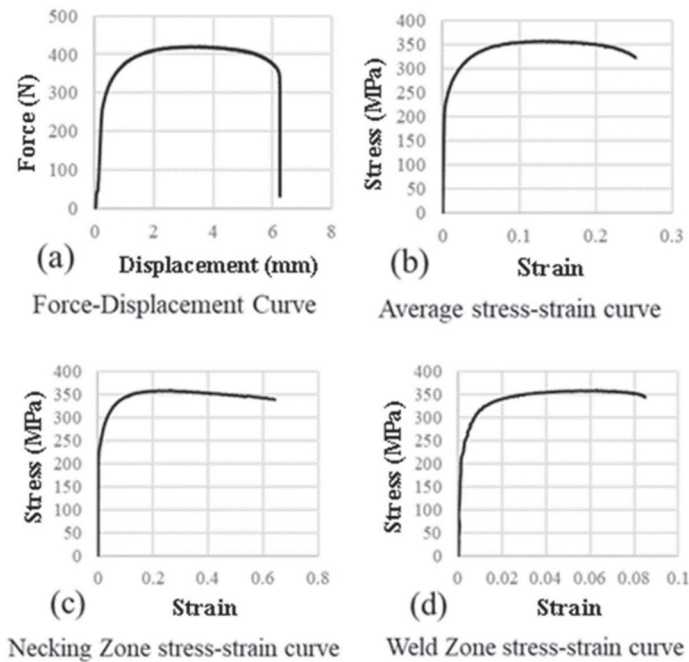 500
400
300
200
100
0
0 2 4 6 8
Force (N)
Displacement (mm)
(a)
Force-Displacement Curve
400
350
300
250
200
150
100
50
0
0 0.1 0.2 0.3
Stress (MPa)
Strain
(b)
Average stress-strain curve
400
350
300
250
200
150
100
50
0
0 0.2 0.4 0.6 0.8
Stress (MPa)
Strain
(c)
Necking Zone stress-strain curve
400
350
300
250
200
150
100
50
0
0 0.02 0.04 0.06 0.08 0.1
Stress (MPa)
Strain
(d)
Weld Zone stress-strain curve